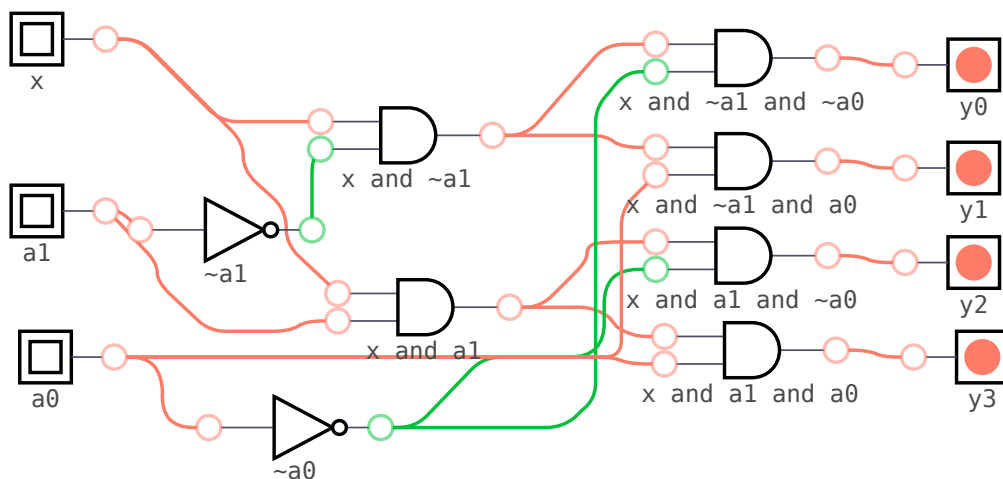 x
x and ~a1 and ~a0
y0
x and ~a1
x and ~a1 and a0
y1
a1
~a1
x and a1 and ~a0
y2
x and a1
a0
x and a1 and a0
y3
~a0